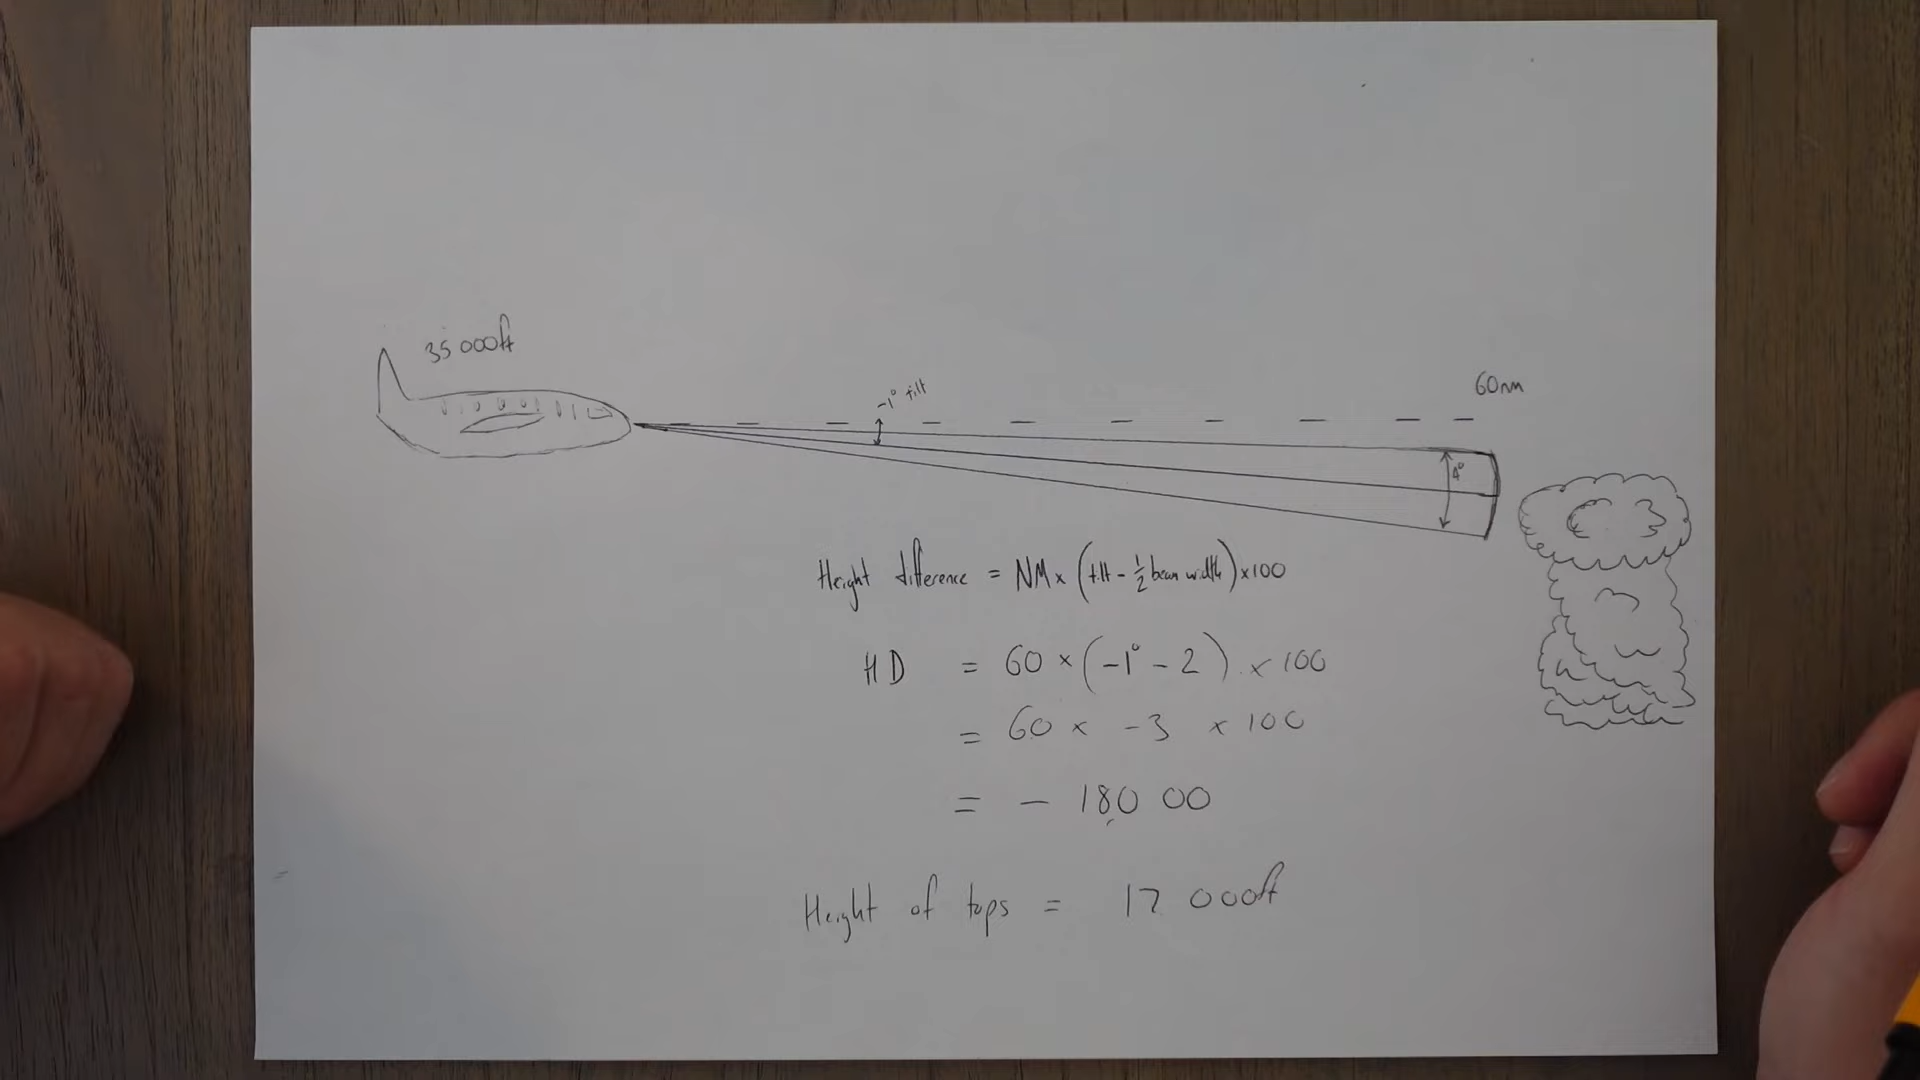 35 000ft
-1° tilt
60nm
4°
Height difference = NM x (tilt - 1/2 beam width) x 100
HD = 60 x (-1° - 2) x 100
= 60 x -3 x 100
= - 180 00
Height of tops = 17 000ft